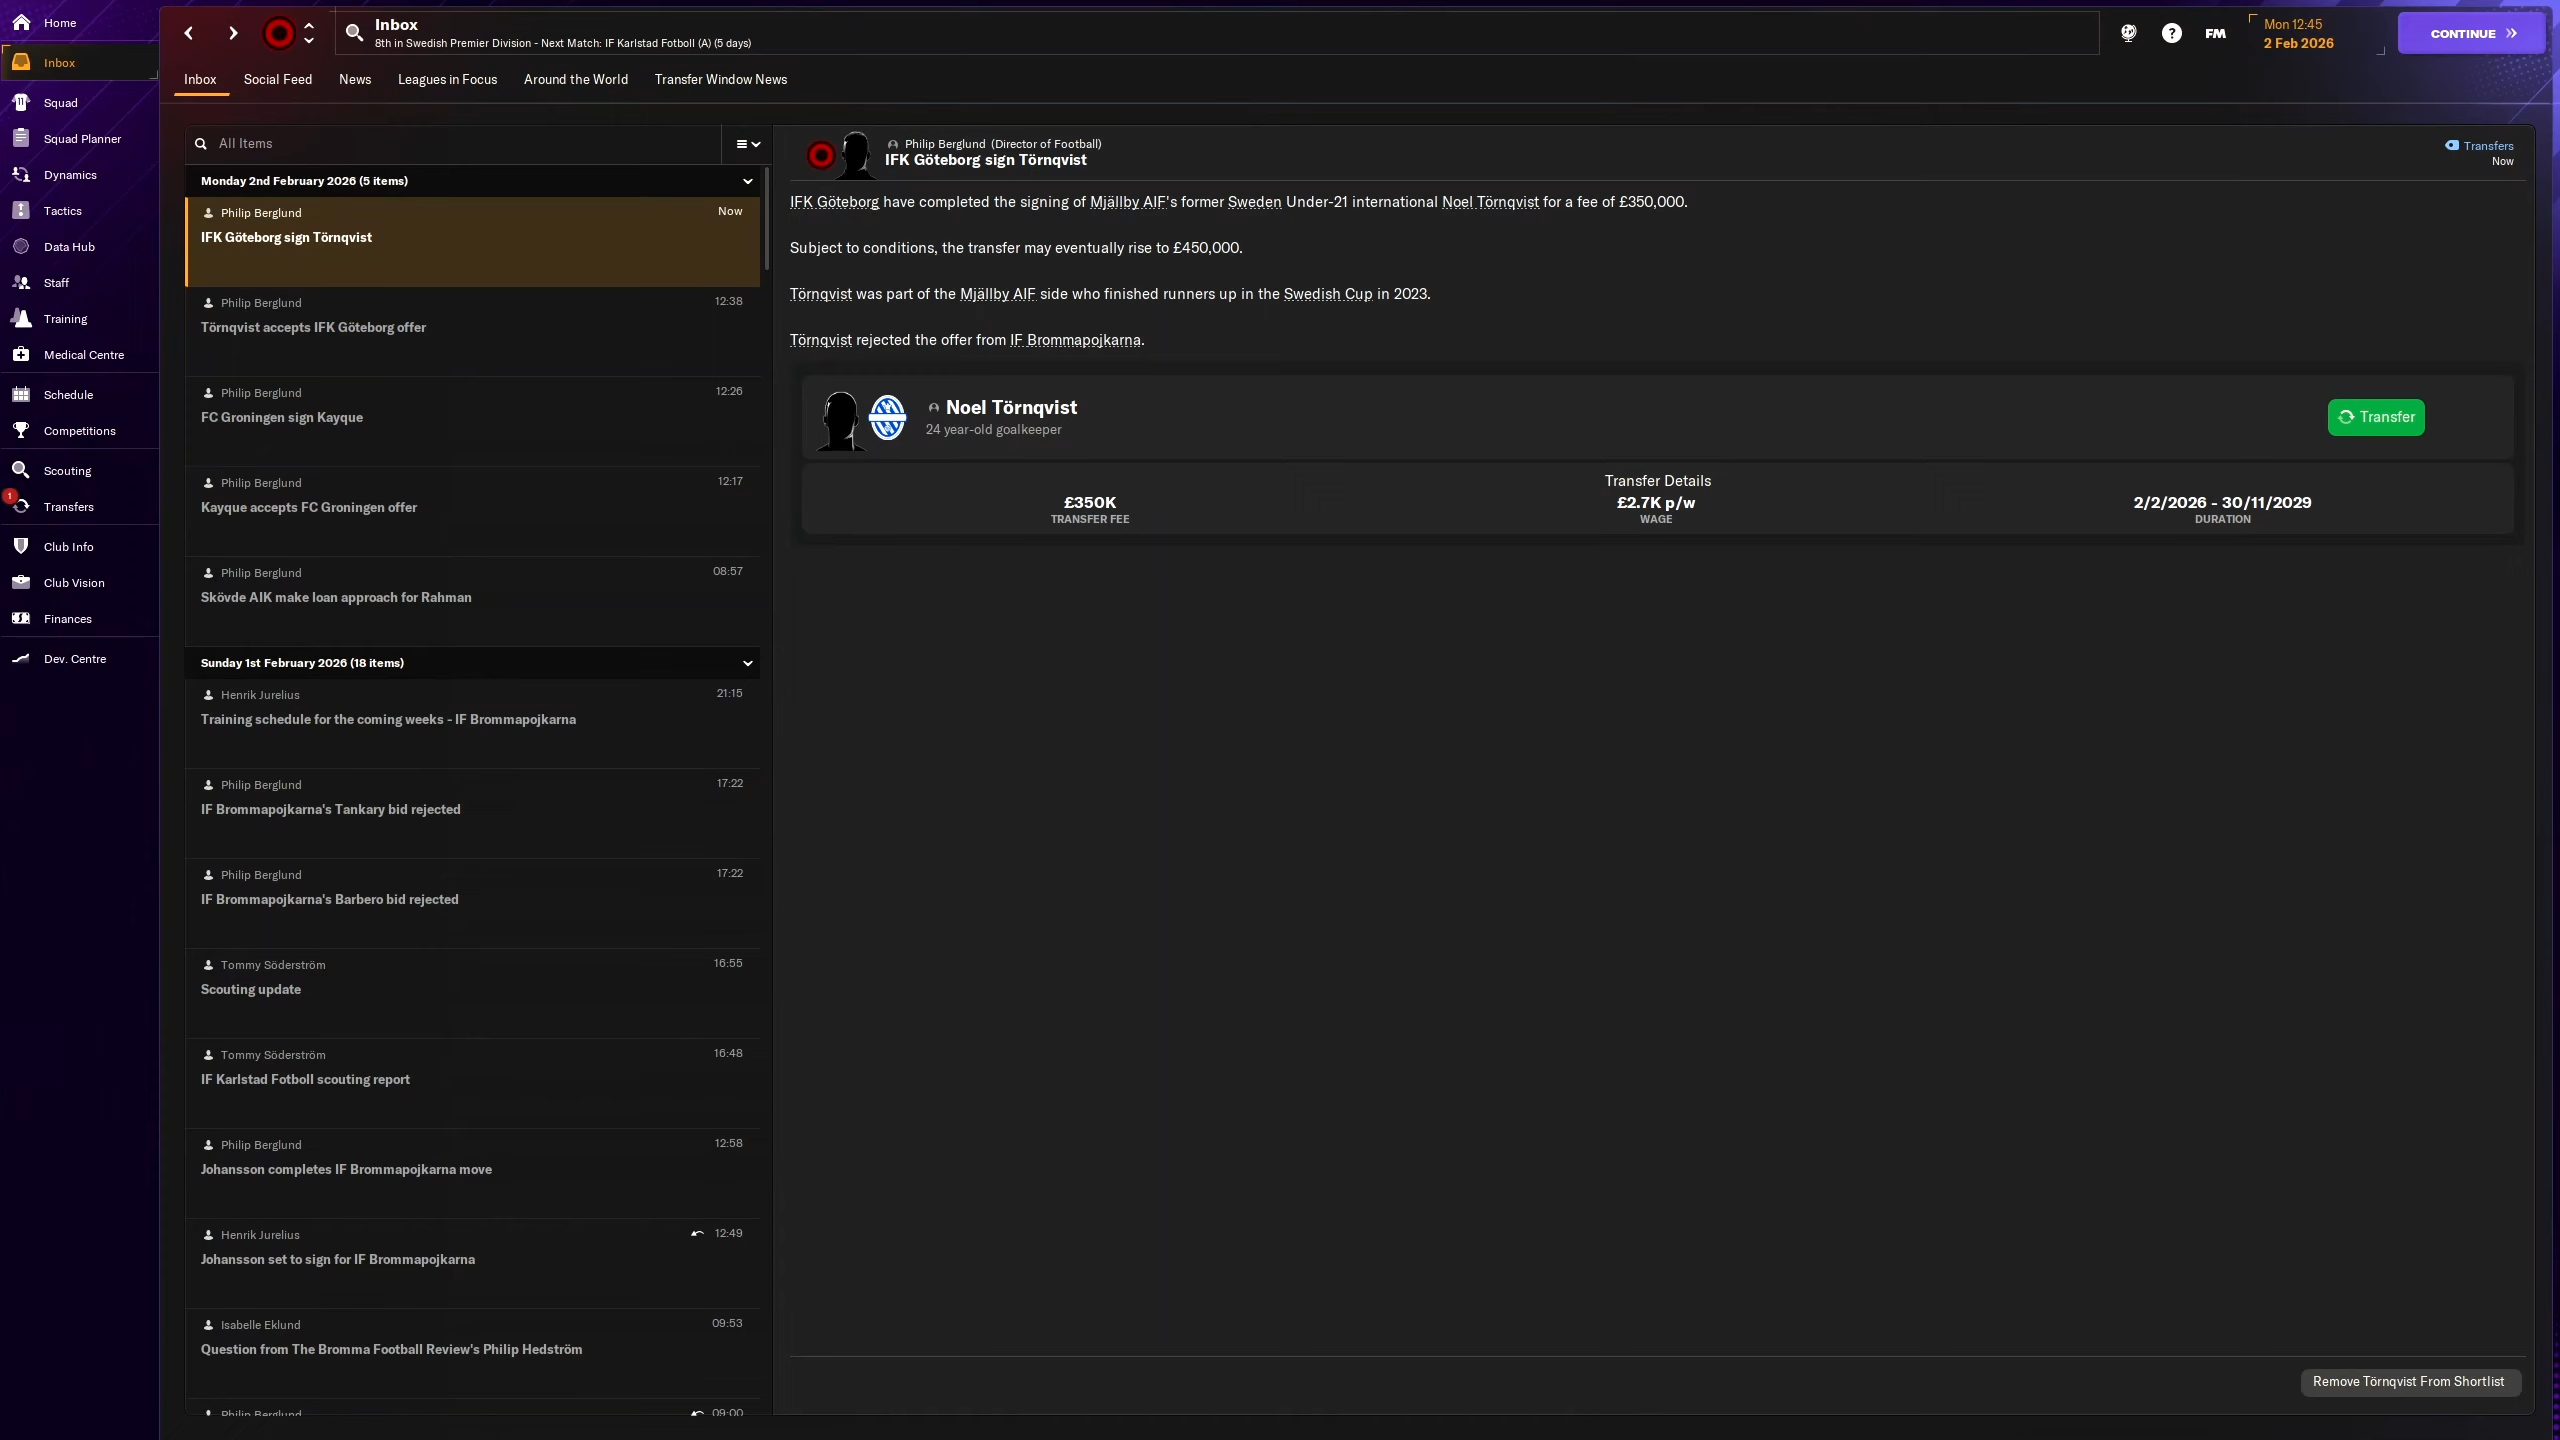 Home
Inbox
Squad
Squad Planner
Dynamics
Tactics
Data Hub
Staff
Training
Medical Centre
Schedule
Competitions
Scouting
1
Transfers
Club Info
Club Vision
Finances
Dev. Centre
Inbox
8th in Swedish Premier Division - Next Match: IF Karlstad Fotboll (A) (5 days)
FM
Mon 12:45
2 Feb 2026
CONTINUE
Inbox Social Feed News Leagues in Focus Around the World Transfer Window News
All Items
Monday 2nd February 2026 (5 items)
Philip Berglund Now
IFK Göteborg sign Törnqvist
Philip Berglund 12:38
Törnqvist accepts IFK Göteborg offer
Philip Berglund 12:26
FC Groningen sign Kayque
Philip Berglund 12:17
Kayque accepts FC Groningen offer
Philip Berglund 08:57
Skövde AIK make loan approach for Rahman
Sunday 1st February 2026 (18 items)
Henrik Jurelius 21:15
Training schedule for the coming weeks - IF Brommapojkarna
Philip Berglund 17:22
IF Brommapojkarna's Tankary bid rejected
Philip Berglund 17:22
IF Brommapojkarna's Barbero bid rejected
Tommy Söderström 16:55
Scouting update
Tommy Söderström 16:48
IF Karlstad Fotboll scouting report
Philip Berglund 12:58
Johansson completes IF Brommapojkarna move
Henrik Jurelius 12:49
Johansson set to sign for IF Brommapojkarna
Isabelle Eklund 09:53
Question from The Bromma Football Review's Philip Hedström
Philip Berglund 09:00
Philip Berglund (Director of Football)
IFK Göteborg sign Törnqvist
Transfers
Now
IFK Göteborg have completed the signing of Mjällby AIF's former Sweden Under-21 international Noel Törnqvist for a fee of £350,000.
Subject to conditions, the transfer may eventually rise to £450,000.
Törnqvist was part of the Mjällby AIF side who finished runners up in the Swedish Cup in 2023.
Törnqvist rejected the offer from IF Brommapojkarna.
Noel Törnqvist
24 year-old goalkeeper
Transfer
Transfer Details
£350K £2.7K p/w 2/2/2026 - 30/11/2029
TRANSFER FEE WAGE DURATION
Remove Törnqvist From Shortlist